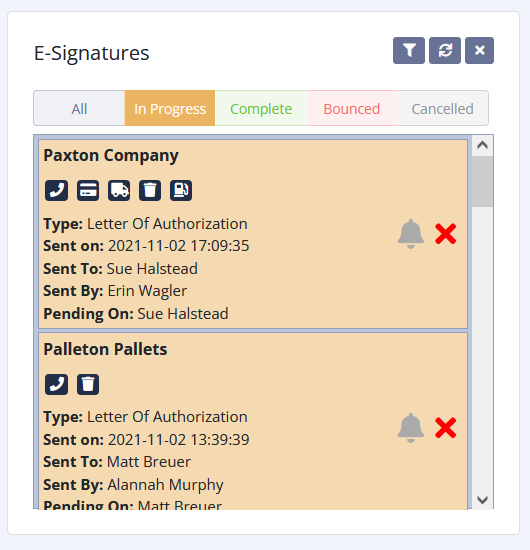 E-Signatures
All In Progress Complete Bounced Cancelled
Paxton Company
Type: Letter Of Authorization
Sent on: 2021-11-02 17:09:35
Sent To: Sue Halstead
Sent By: Erin Wagler
Pending On: Sue Halstead
Palleton Pallets
Type: Letter Of Authorization
Sent on: 2021-11-02 13:39:39
Sent To: Matt Breuer
Sent By: Alannah Murphy
Pending On: Matt Breuer